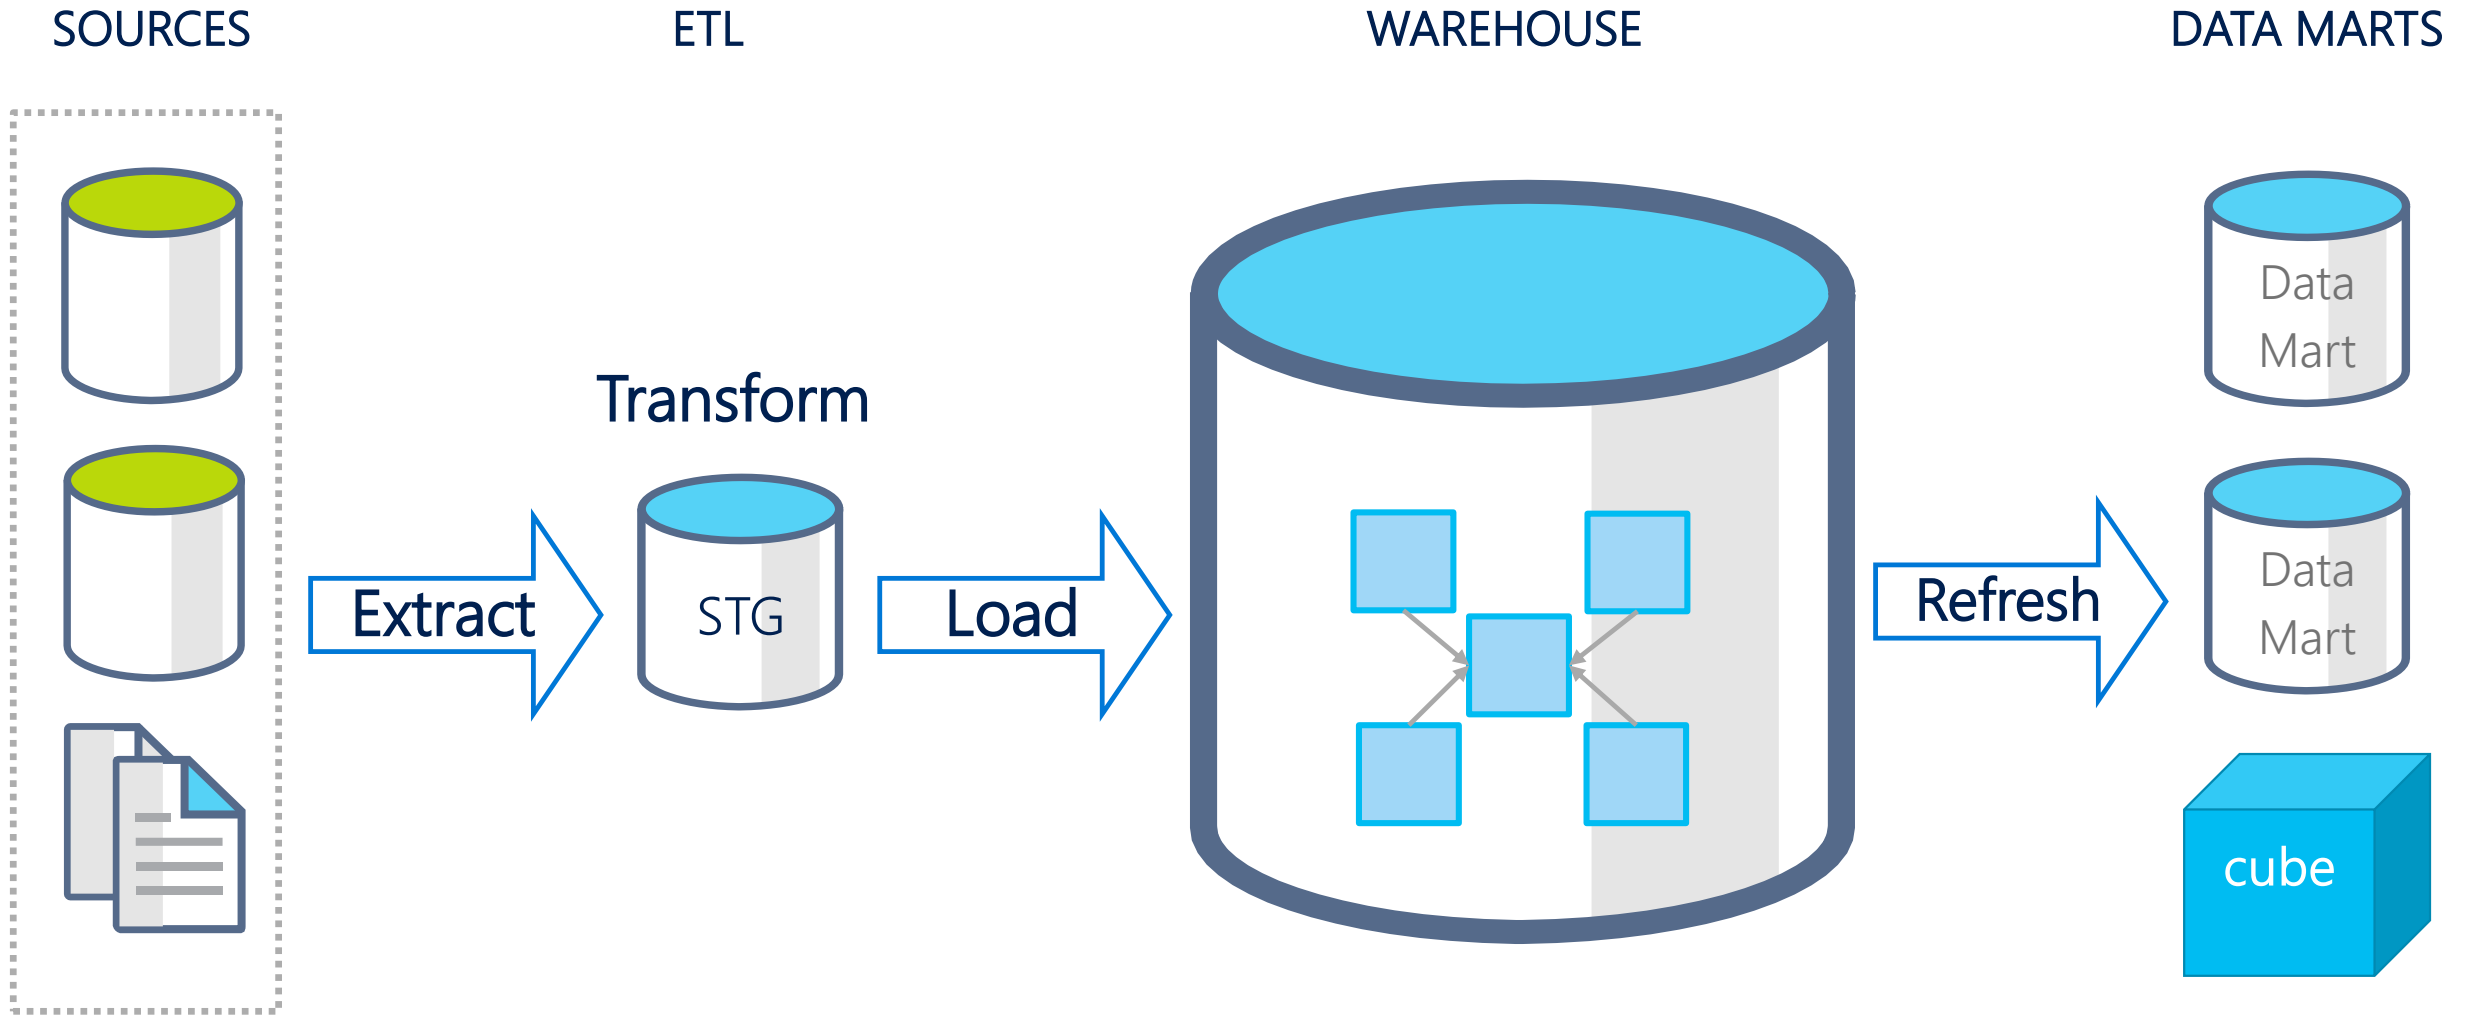 SOURCES
ETL
WAREHOUSE
DATA MARTS
Transform
Extract
STG
Load
Refresh
Data
Mart
Data
Mart
cube